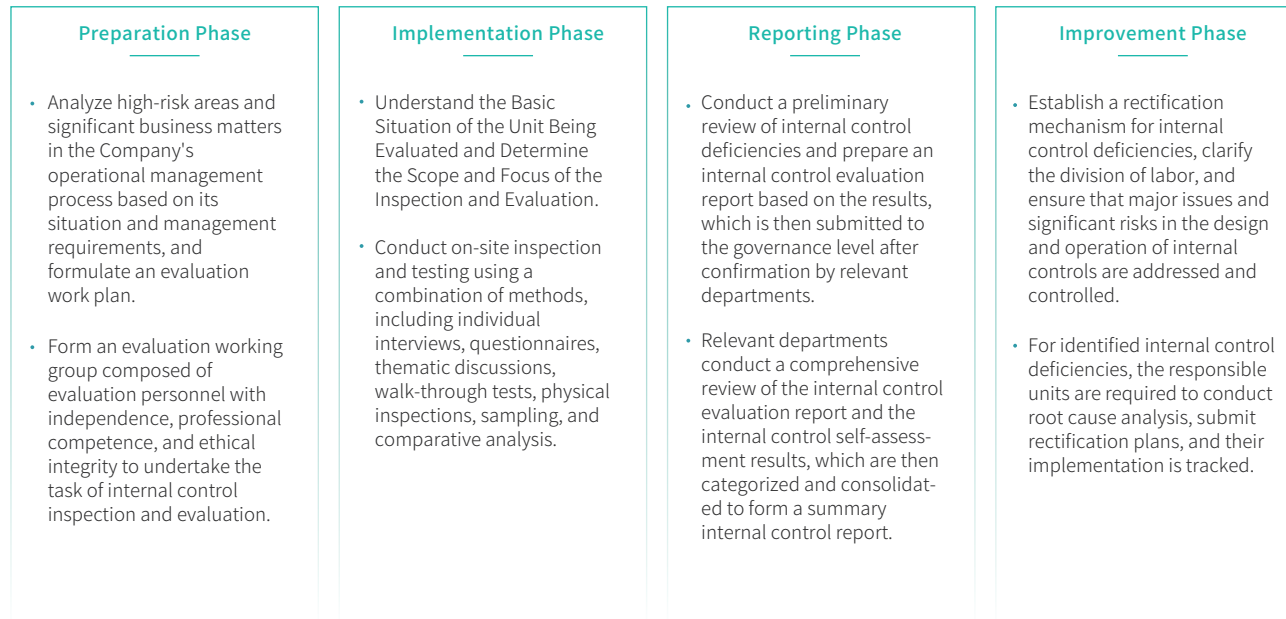 Preparation Phase
• Analyze high-risk areas and
significant business matters
in the Company's
operational management
process based on its
situation and management
requirements, and
formulate an evaluation
work plan.
• Form an evaluation working
group composed of
evaluation personnel with
independence, professional
competence, and ethical
integrity to undertake the
task of internal control
inspection and evaluation.
Implementation Phase
• Understand the Basic
Situation of the Unit Being
Evaluated and Determine
the Scope and Focus of the
Inspection and Evaluation.
• Conduct on-site inspection
and testing using a
combination of methods,
including individual
interviews, questionnaires,
thematic discussions,
walk-through tests, physical
inspections, sampling, and
comparative analysis.
Reporting Phase
• Conduct a preliminary
review of internal control
deficiencies and prepare an
internal control evaluation
report based on the results,
which is then submitted to
the governance level after
confirmation by relevant
departments.
• Relevant departments
conduct a comprehensive
review of the internal control
evaluation report and the
internal control self-assess-
ment results, which are then
categorized and consolidat-
ed to form a summary
internal control report.
Improvement Phase
• Establish a rectification
mechanism for internal
control deficiencies, clarify
the division of labor, and
ensure that major issues and
significant risks in the design
and operation of internal
controls are addressed and
controlled.
• For identified internal control
deficiencies, the responsible
units are required to conduct
root cause analysis, submit
rectification plans, and their
implementation is tracked.